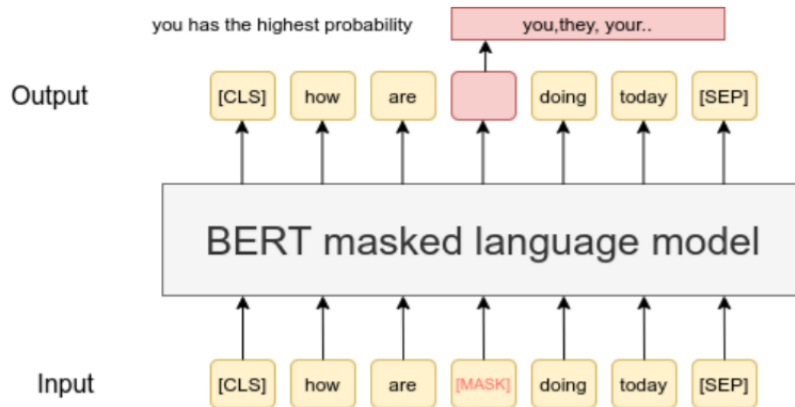 you has the highest probability
you,they, your..
Output
[CLS] how are doing today [SEP]
BERT masked language model
Input
[CLS] how are [MASK] doing today [SEP]